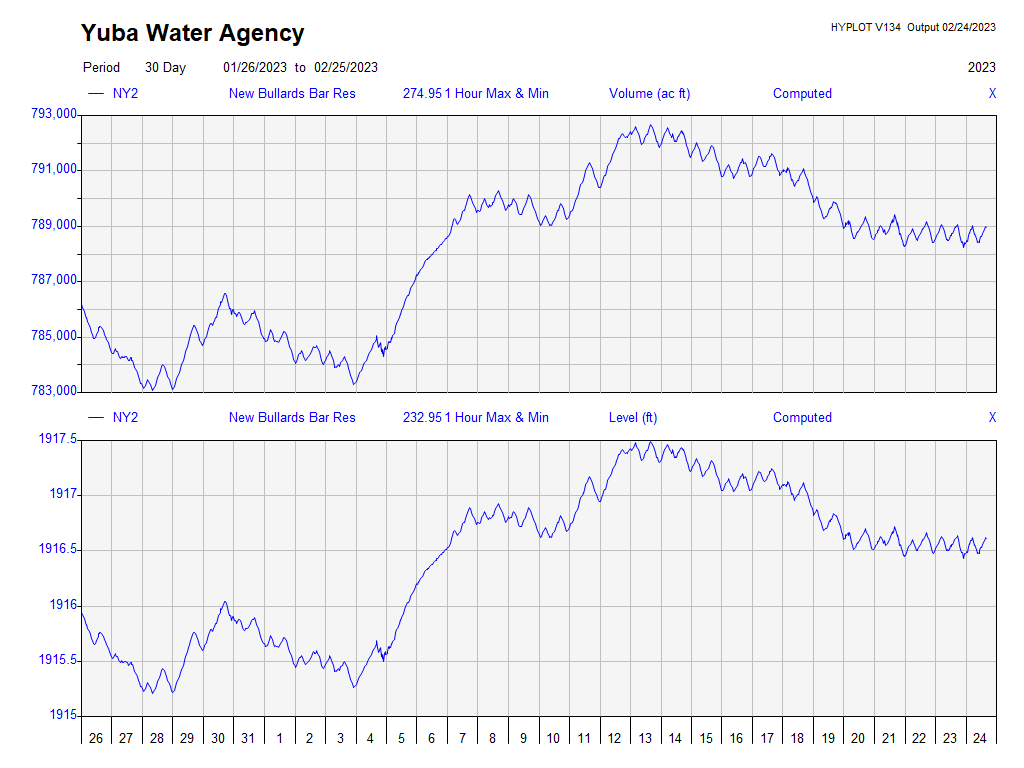 Yuba Water Agency
HYPLOT V134 Output 02/24/2023
Period 30 Day 01/26/2023 to 02/25/2023 2023
NY2 New Bullards Bar Res 274.95 1 Hour Max & Min Volume (ac ft) Computed X
793,000
791,000
789,000
787,000
785,000
783,000
NY2 New Bullards Bar Res 232.95 1 Hour Max & Min Level (ft) Computed X
1917.5
1917
1916.5
1916
1915.5
1915
26 27 28 29 30 31 1 2 3 4 5 6 7 8 9 10 11 12 13 14 15 16 17 18 19 20 21 22 23 24